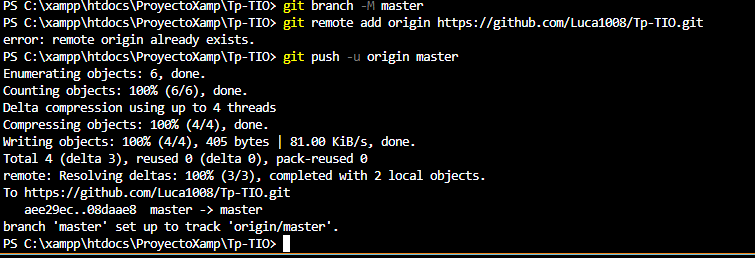 PS C:\xampp\htdocs\ProyectoXamp\Tp-TIO> git branch -M master
PS C:\xampp\htdocs\ProyectoXamp\Tp-TIO> git remote add origin https://github.com/Luca1008/Tp-TIO.git
error: remote origin already exists.
PS C:\xampp\htdocs\ProyectoXamp\Tp-TIO> git push -u origin master
Enumerating objects: 6, done.
Counting objects: 100% (6/6), done.
Delta compression using up to 4 threads
Compressing objects: 100% (4/4), done.
Writing objects: 100% (4/4), 405 bytes | 81.00 KiB/s, done.
Total 4 (delta 3), reused 0 (delta 0), pack-reused 0
remote: Resolving deltas: 100% (3/3), completed with 2 local objects.
To https://github.com/Luca1008/Tp-TIO.git
   aee29ec..08daae8  master -> master
branch 'master' set up to track 'origin/master'.
PS C:\xampp\htdocs\ProyectoXamp\Tp-TIO>